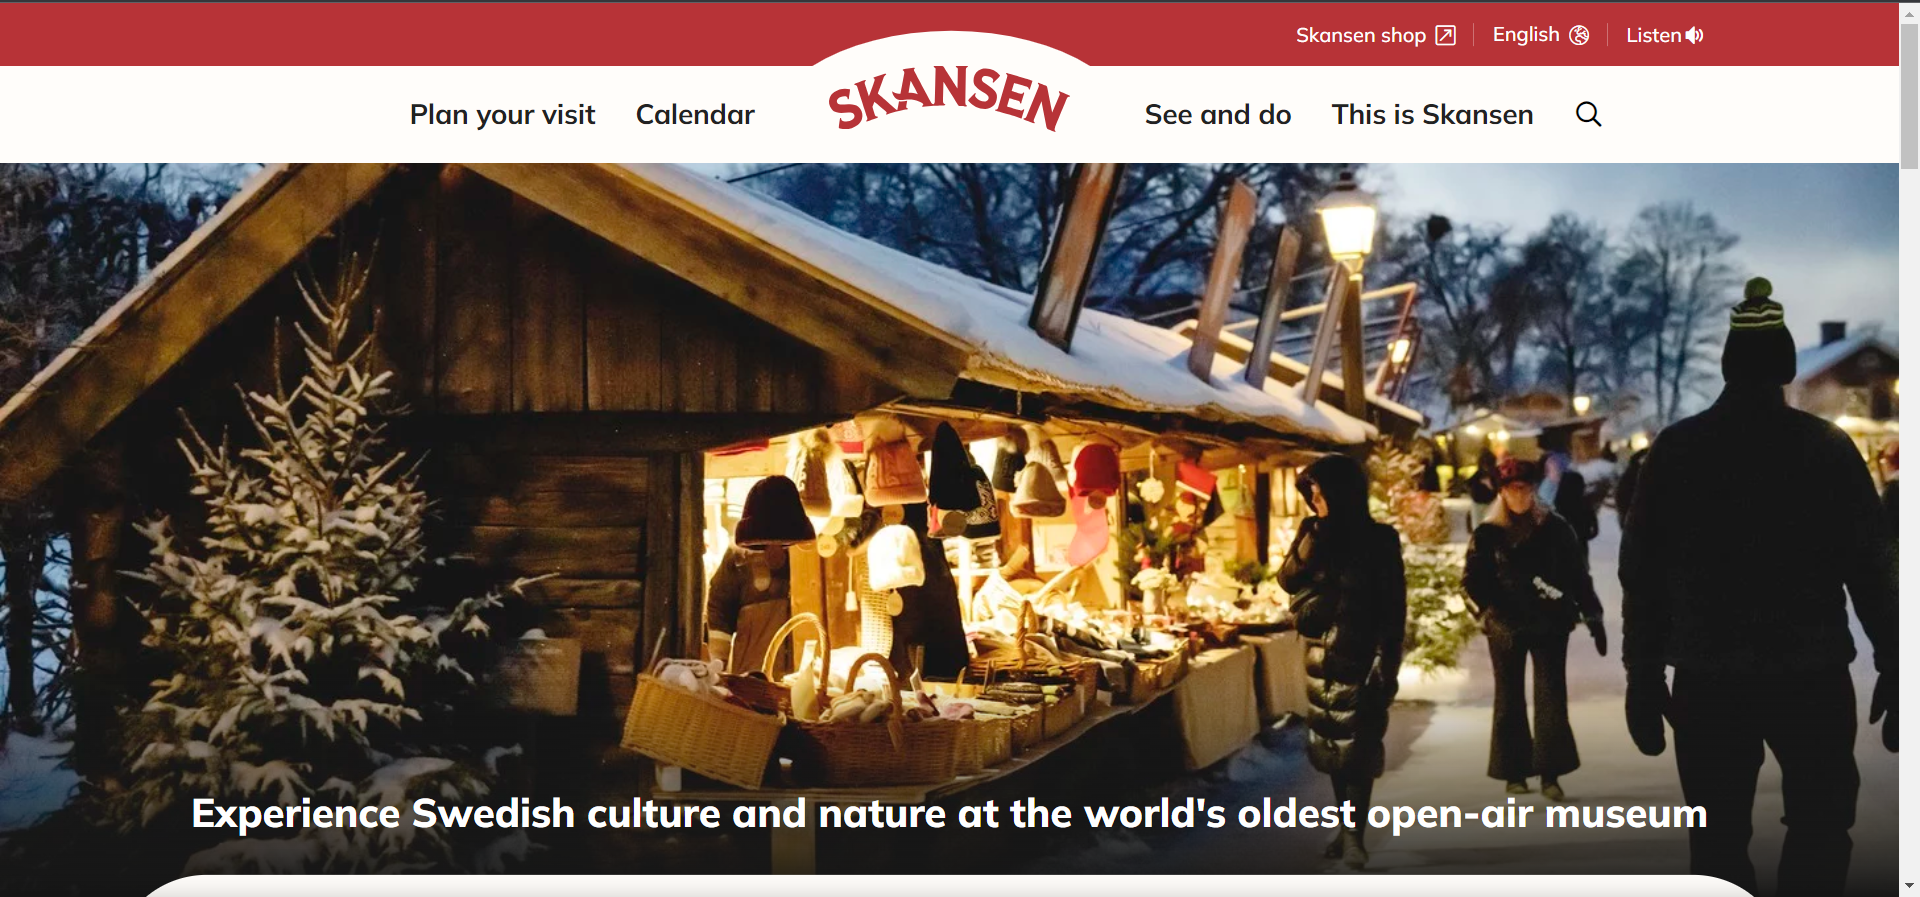 Skansen shop
English
Listen
Plan your visit
Calendar
SKANSEN
See and do
This is Skansen
Experience Swedish culture and nature at the world's oldest open-air museum